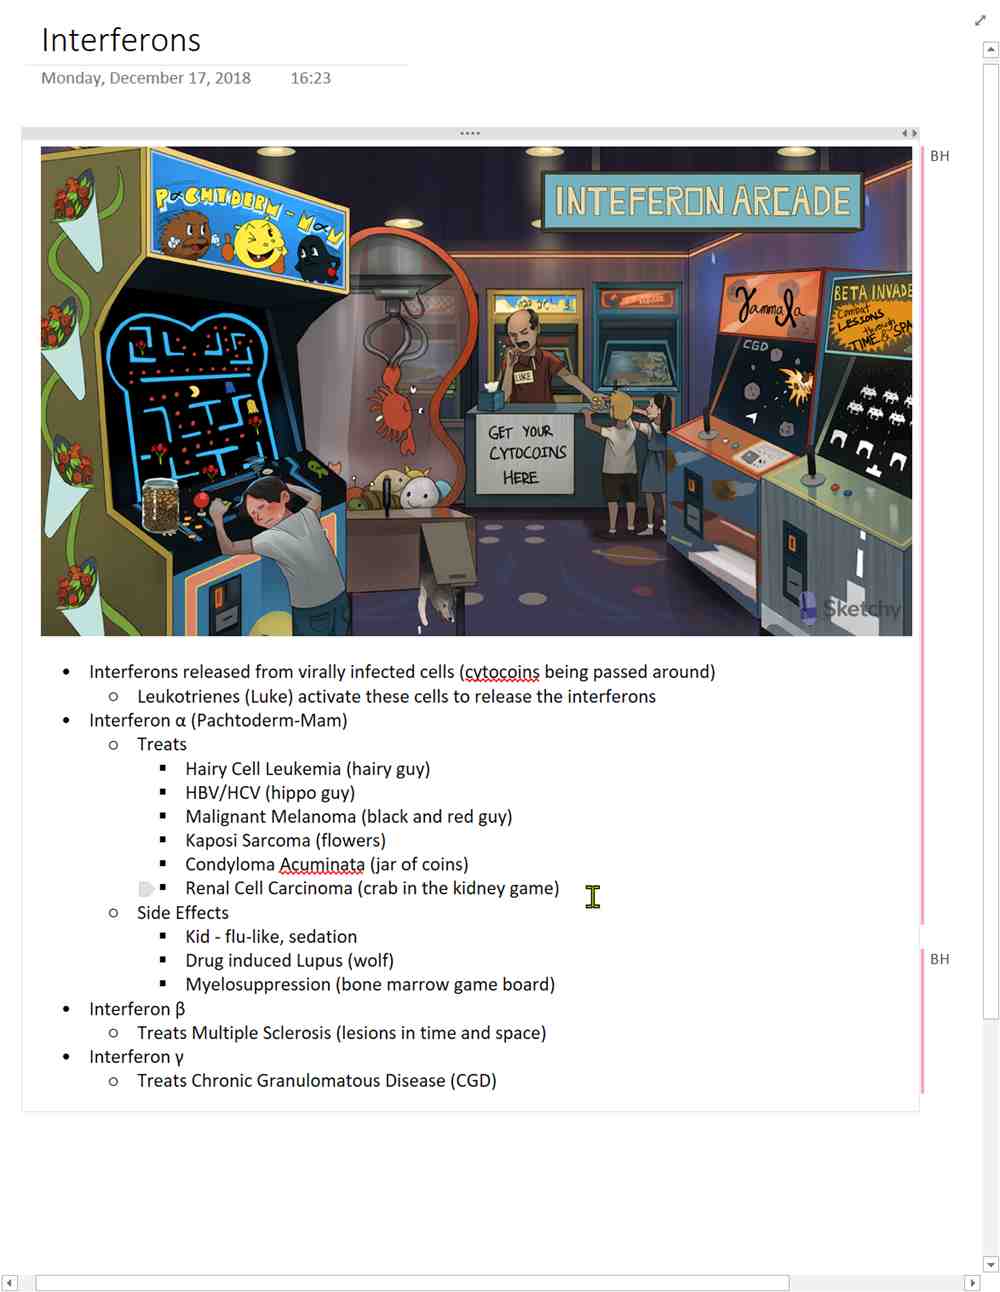 Interferons
Monday, December 17, 2018 16:23
BH
PACHYDERM-MAM
INTEFERON ARCADE
LUKE
GET YOUR
CYTOCOINS
HERE
Gamma
CGD
BETA INVADE
Combat
LESSONS
through
TIME & SPA
Sketchy
• Interferons released from virally infected cells (cytocoins being passed around)
○ Leukotrienes (Luke) activate these cells to release the interferons
• Interferon α (Pachtoderm-Mam)
○ Treats
▪ Hairy Cell Leukemia (hairy guy)
▪ HBV/HCV (hippo guy)
▪ Malignant Melanoma (black and red guy)
▪ Kaposi Sarcoma (flowers)
▪ Condyloma Acuminata (jar of coins)
▪ Renal Cell Carcinoma (crab in the kidney game)
○ Side Effects
▪ Kid - flu-like, sedation
BH
▪ Drug induced Lupus (wolf)
▪ Myelosuppression (bone marrow game board)
• Interferon β
○ Treats Multiple Sclerosis (lesions in time and space)
• Interferon γ
○ Treats Chronic Granulomatous Disease (CGD)